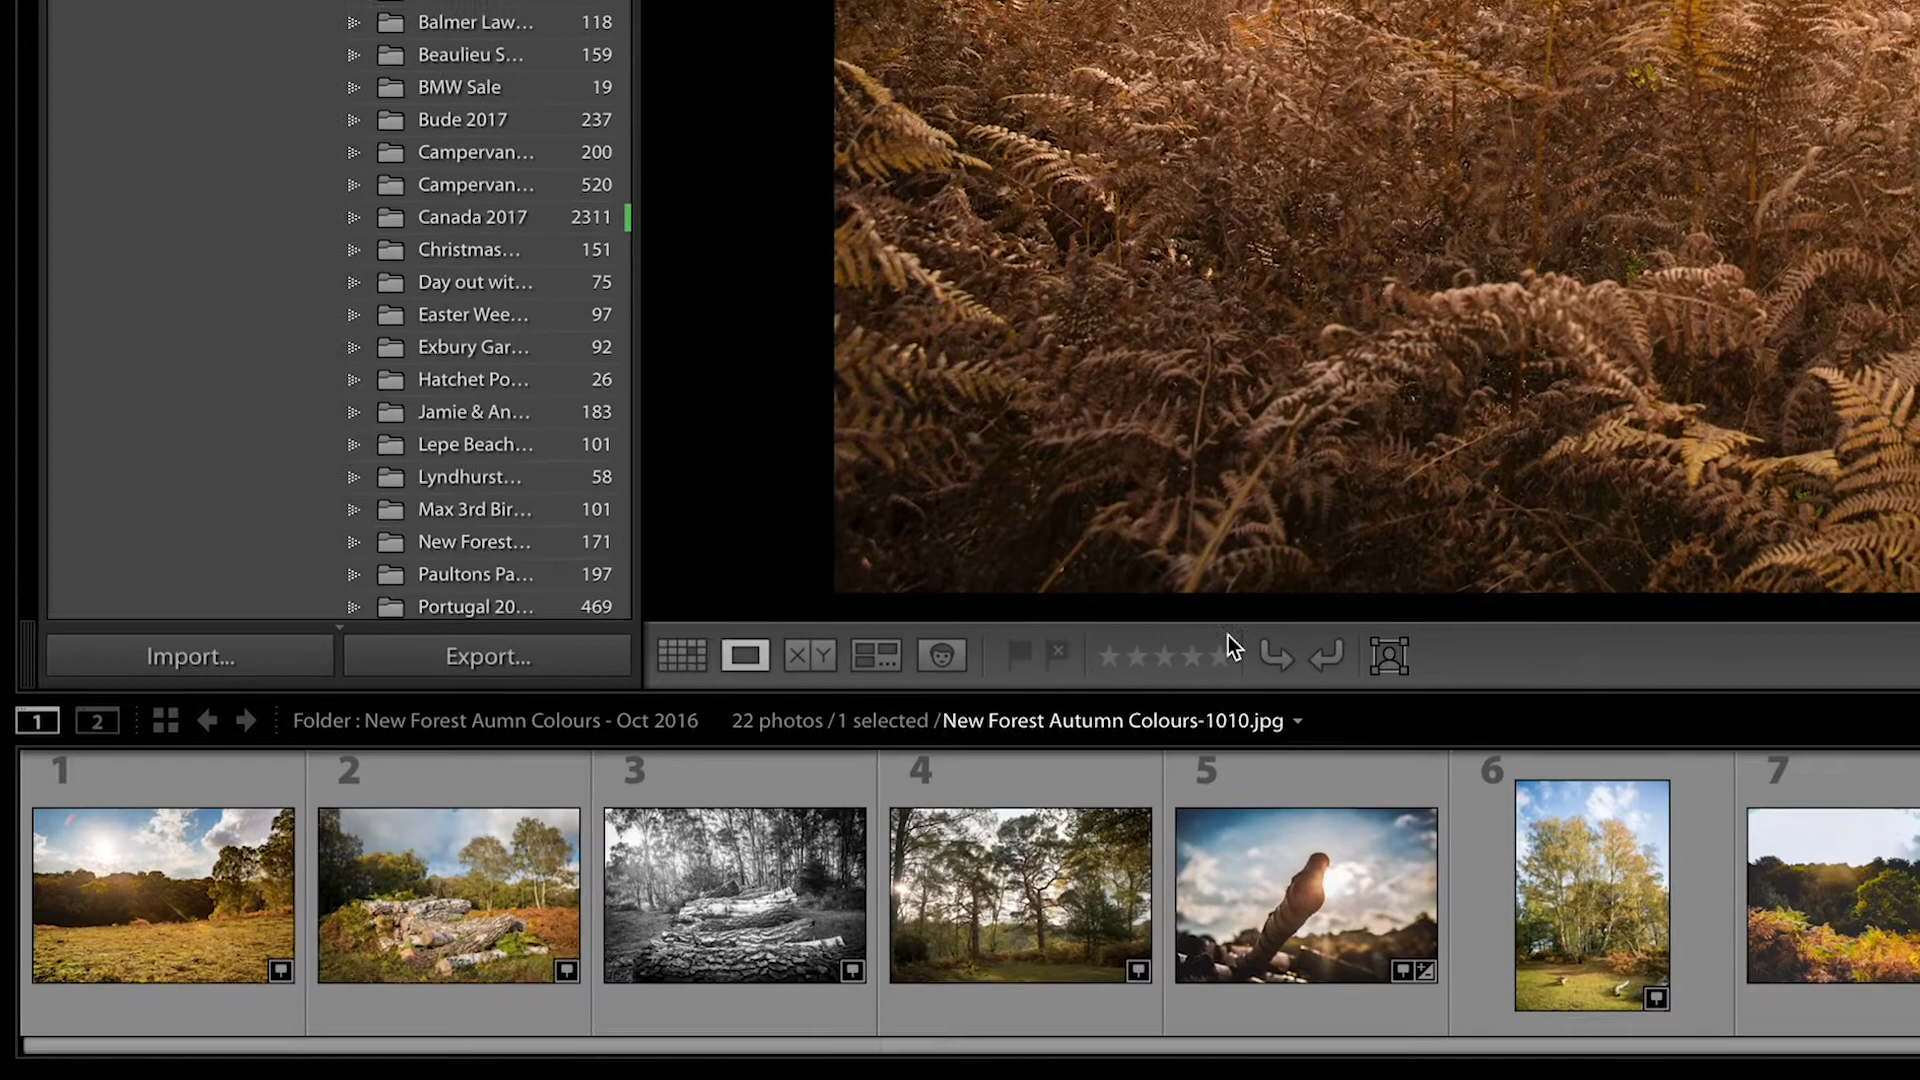 Balmer Law... 118
Beaulieu S... 159
BMW Sale 19
Bude 2017 237
Campervan... 200
Campervan... 520
Canada 2017 2311
Christmas... 151
Day out wit... 75
Easter Wee... 97
Exbury Gar... 92
Hatchet Po... 26
Jamie & An... 183
Lepe Beach... 101
Lyndhurst... 58
Max 3rd Bir... 101
New Forest... 171
Paultons Pa... 197
Portugal 20... 469
Import... Export... X Y
1 2 Folder : New Forest Aumn Colours - Oct 2016 22 photos / 1 selected / New Forest Autumn Colours-1010.jpg
1 2 3 4 5 6 7